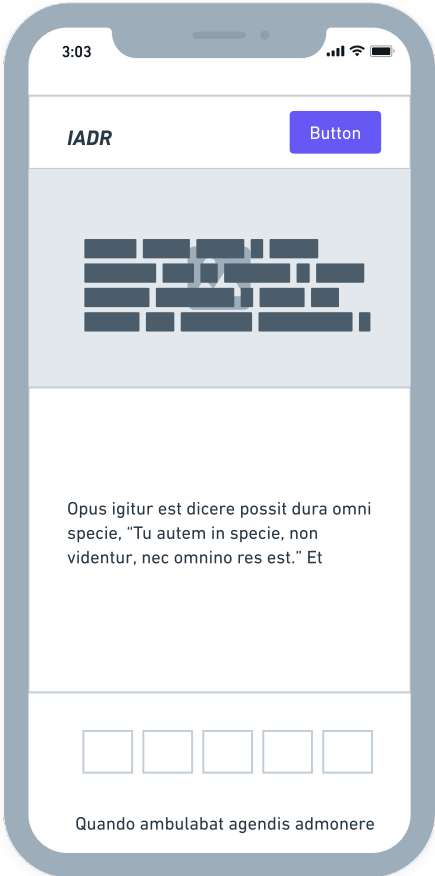 3:03
IADR
Button
Opus igitur est dicere possit dura omni
specie, “Tu autem in specie, non
videntur, nec omnino res est.” Et
Quando ambulabat agendis admonere